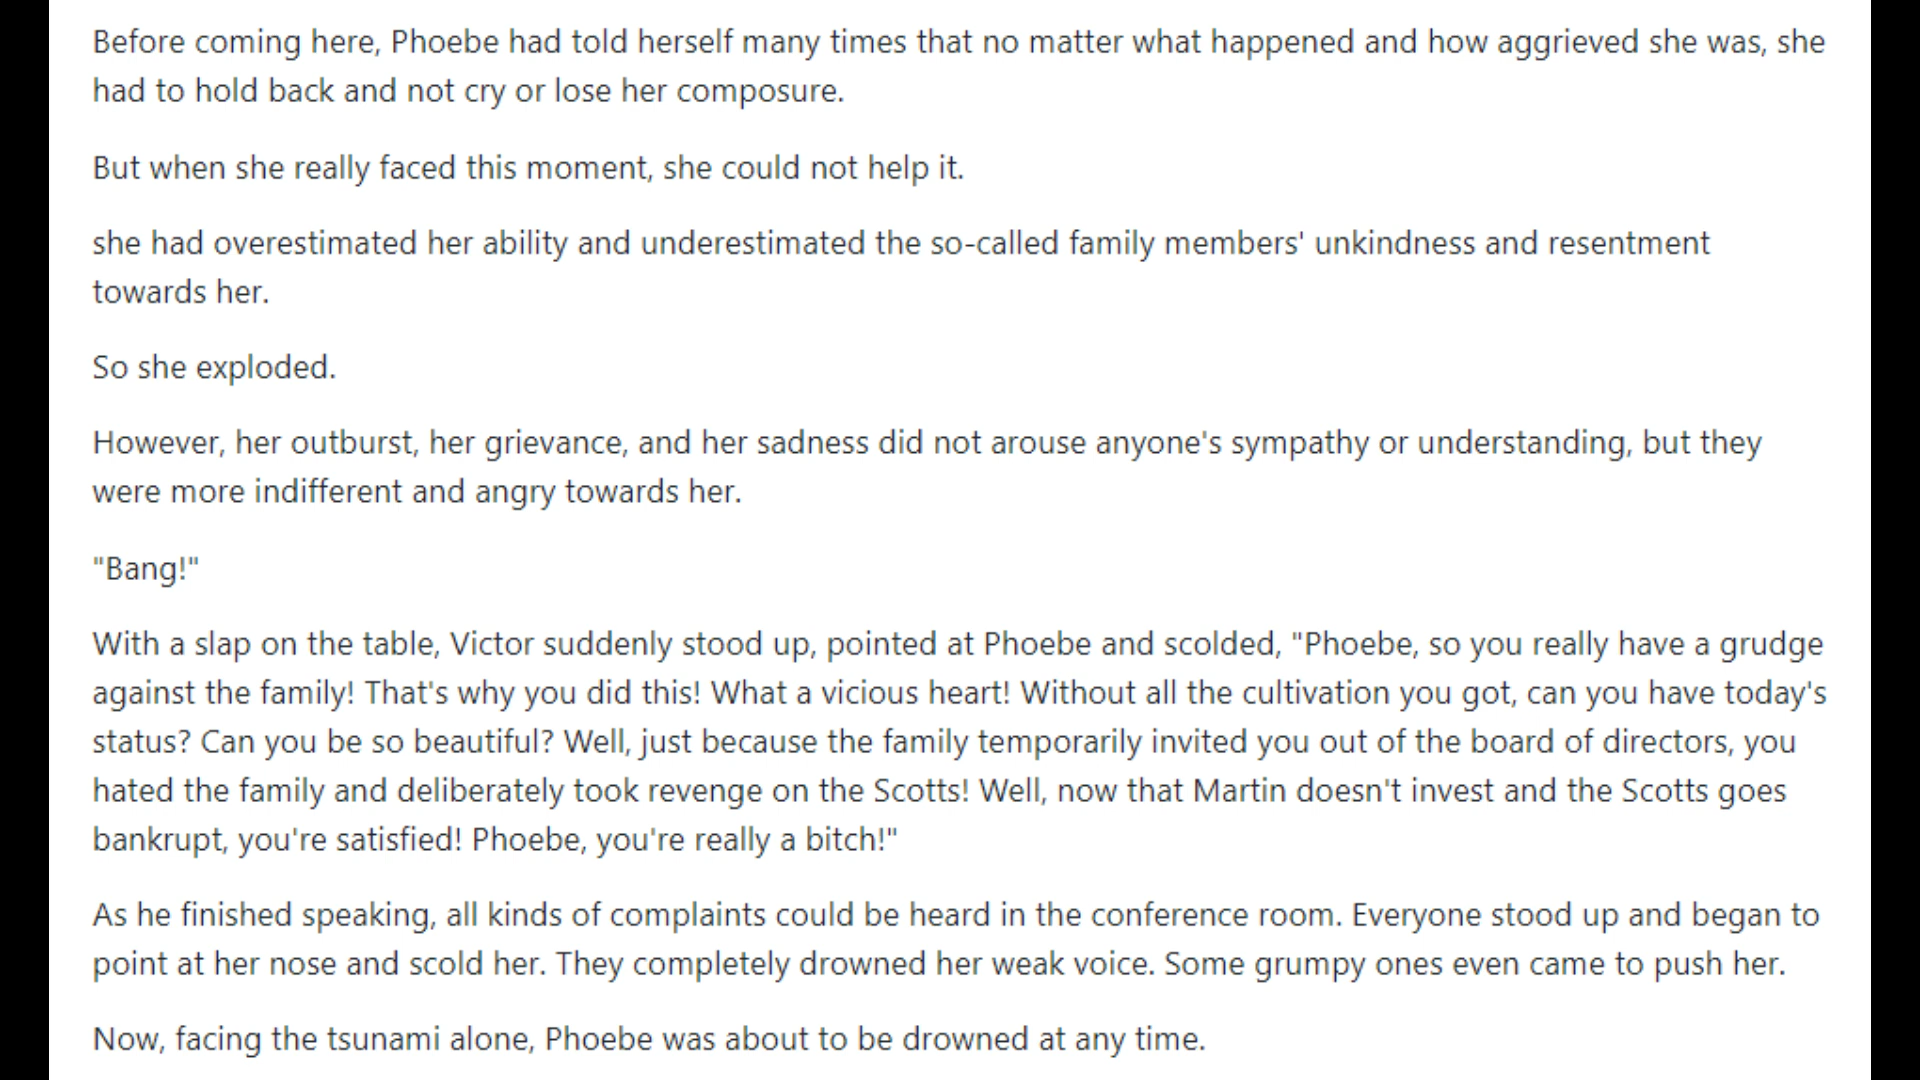 Before coming here, Phoebe had told herself many times that no matter what happened and how aggrieved she was, she
had to hold back and not cry or lose her composure.
But when she really faced this moment, she could not help it.
she had overestimated her ability and underestimated the so-called family members' unkindness and resentment
towards her.
So she exploded.
However, her outburst, her grievance, and her sadness did not arouse anyone's sympathy or understanding, but they
were more indifferent and angry towards her.
"Bang!"
With a slap on the table, Victor suddenly stood up, pointed at Phoebe and scolded, "Phoebe, so you really have a grudge
against the family! That's why you did this! What a vicious heart! Without all the cultivation you got, can you have today's
status? Can you be so beautiful? Well, just because the family temporarily invited you out of the board of directors, you
hated the family and deliberately took revenge on the Scotts! Well, now that Martin doesn't invest and the Scotts goes
bankrupt, you're satisfied! Phoebe, you're really a bitch!"
As he finished speaking, all kinds of complaints could be heard in the conference room. Everyone stood up and began to
point at her nose and scold her. They completely drowned her weak voice. Some grumpy ones even came to push her.
Now, facing the tsunami alone, Phoebe was about to be drowned at any time.